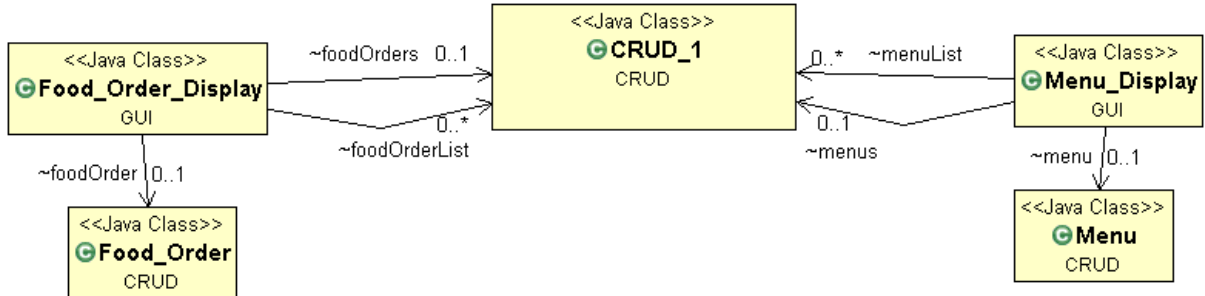 <<Java Class>>
CRUD_1
CRUD
~foodOrders 0..1
0..* ~menuList
<<Java Class>>
Food_Order_Display
GUI
<<Java Class>>
Menu_Display
GUI
0..*
~foodOrderList
0..1
~menus
~foodOrder 0..1
~menu 0..1
<<Java Class>>
Food_Order
CRUD
<<Java Class>>
Menu
CRUD